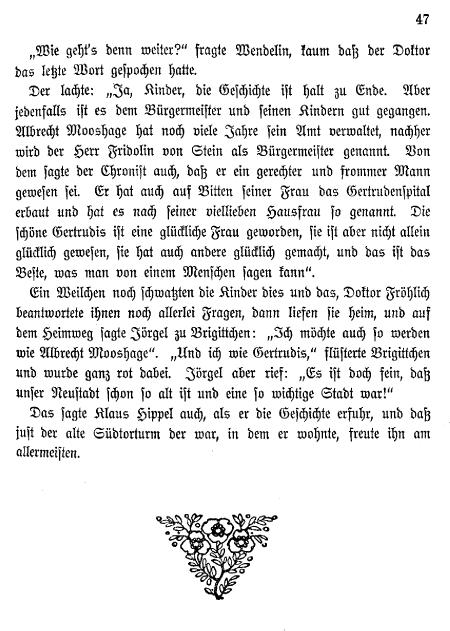 47
„Wie geht's denn weiter?“ fragte Wendelin, kaum daß der Doktor
das letzte Wort gespochen hatte.
Der lachte: „Ja, Kinder, die Geschichte ist halt zu Ende. Aber
jedenfalls ist es dem Bürgermeister und seinen Kindern gut gegangen.
Albrecht Mooshage hat noch viele Jahre sein Amt verwaltet, nachher
wird der Herr Fridolin von Stein als Bürgermeister genannt. Von
dem sagte der Chronist auch, daß er ein gerechter und frommer Mann
gewesen sei. Er hat auch auf Bitten seiner Frau das Gertrudenspital
erbaut und hat es nach seiner viellieben Hausfrau so genannt. Die
schöne Gertrudis ist eine glückliche Frau geworden, sie ist aber nicht allein
glücklich gewesen, sie hat auch andere glücklich gemacht, und das ist das
Beste, was man von einem Menschen sagen kann“.
Ein Weilchen noch schwatzten die Kinder dies und das, Doktor Fröhlich
beantwortete ihnen noch allerlei Fragen, dann liefen sie heim, und auf
dem Heimweg sagte Jörgel zu Brigittchen: „Ich möchte auch so werden
wie Albrecht Mooshage“. „Und ich wie Gertrudis,“ flüsterte Brigittchen
und wurde ganz rot dabei. Jörgel aber rief: „Es ist doch fein, daß
unser Neustadt schon so alt ist und eine so wichtige Stadt war!“
Das sagte Klaus Hippel auch, als er die Geschichte erfuhr, und daß
just der alte Südtorturm der war, in dem er wohnte, freute ihn am
allermeisten.